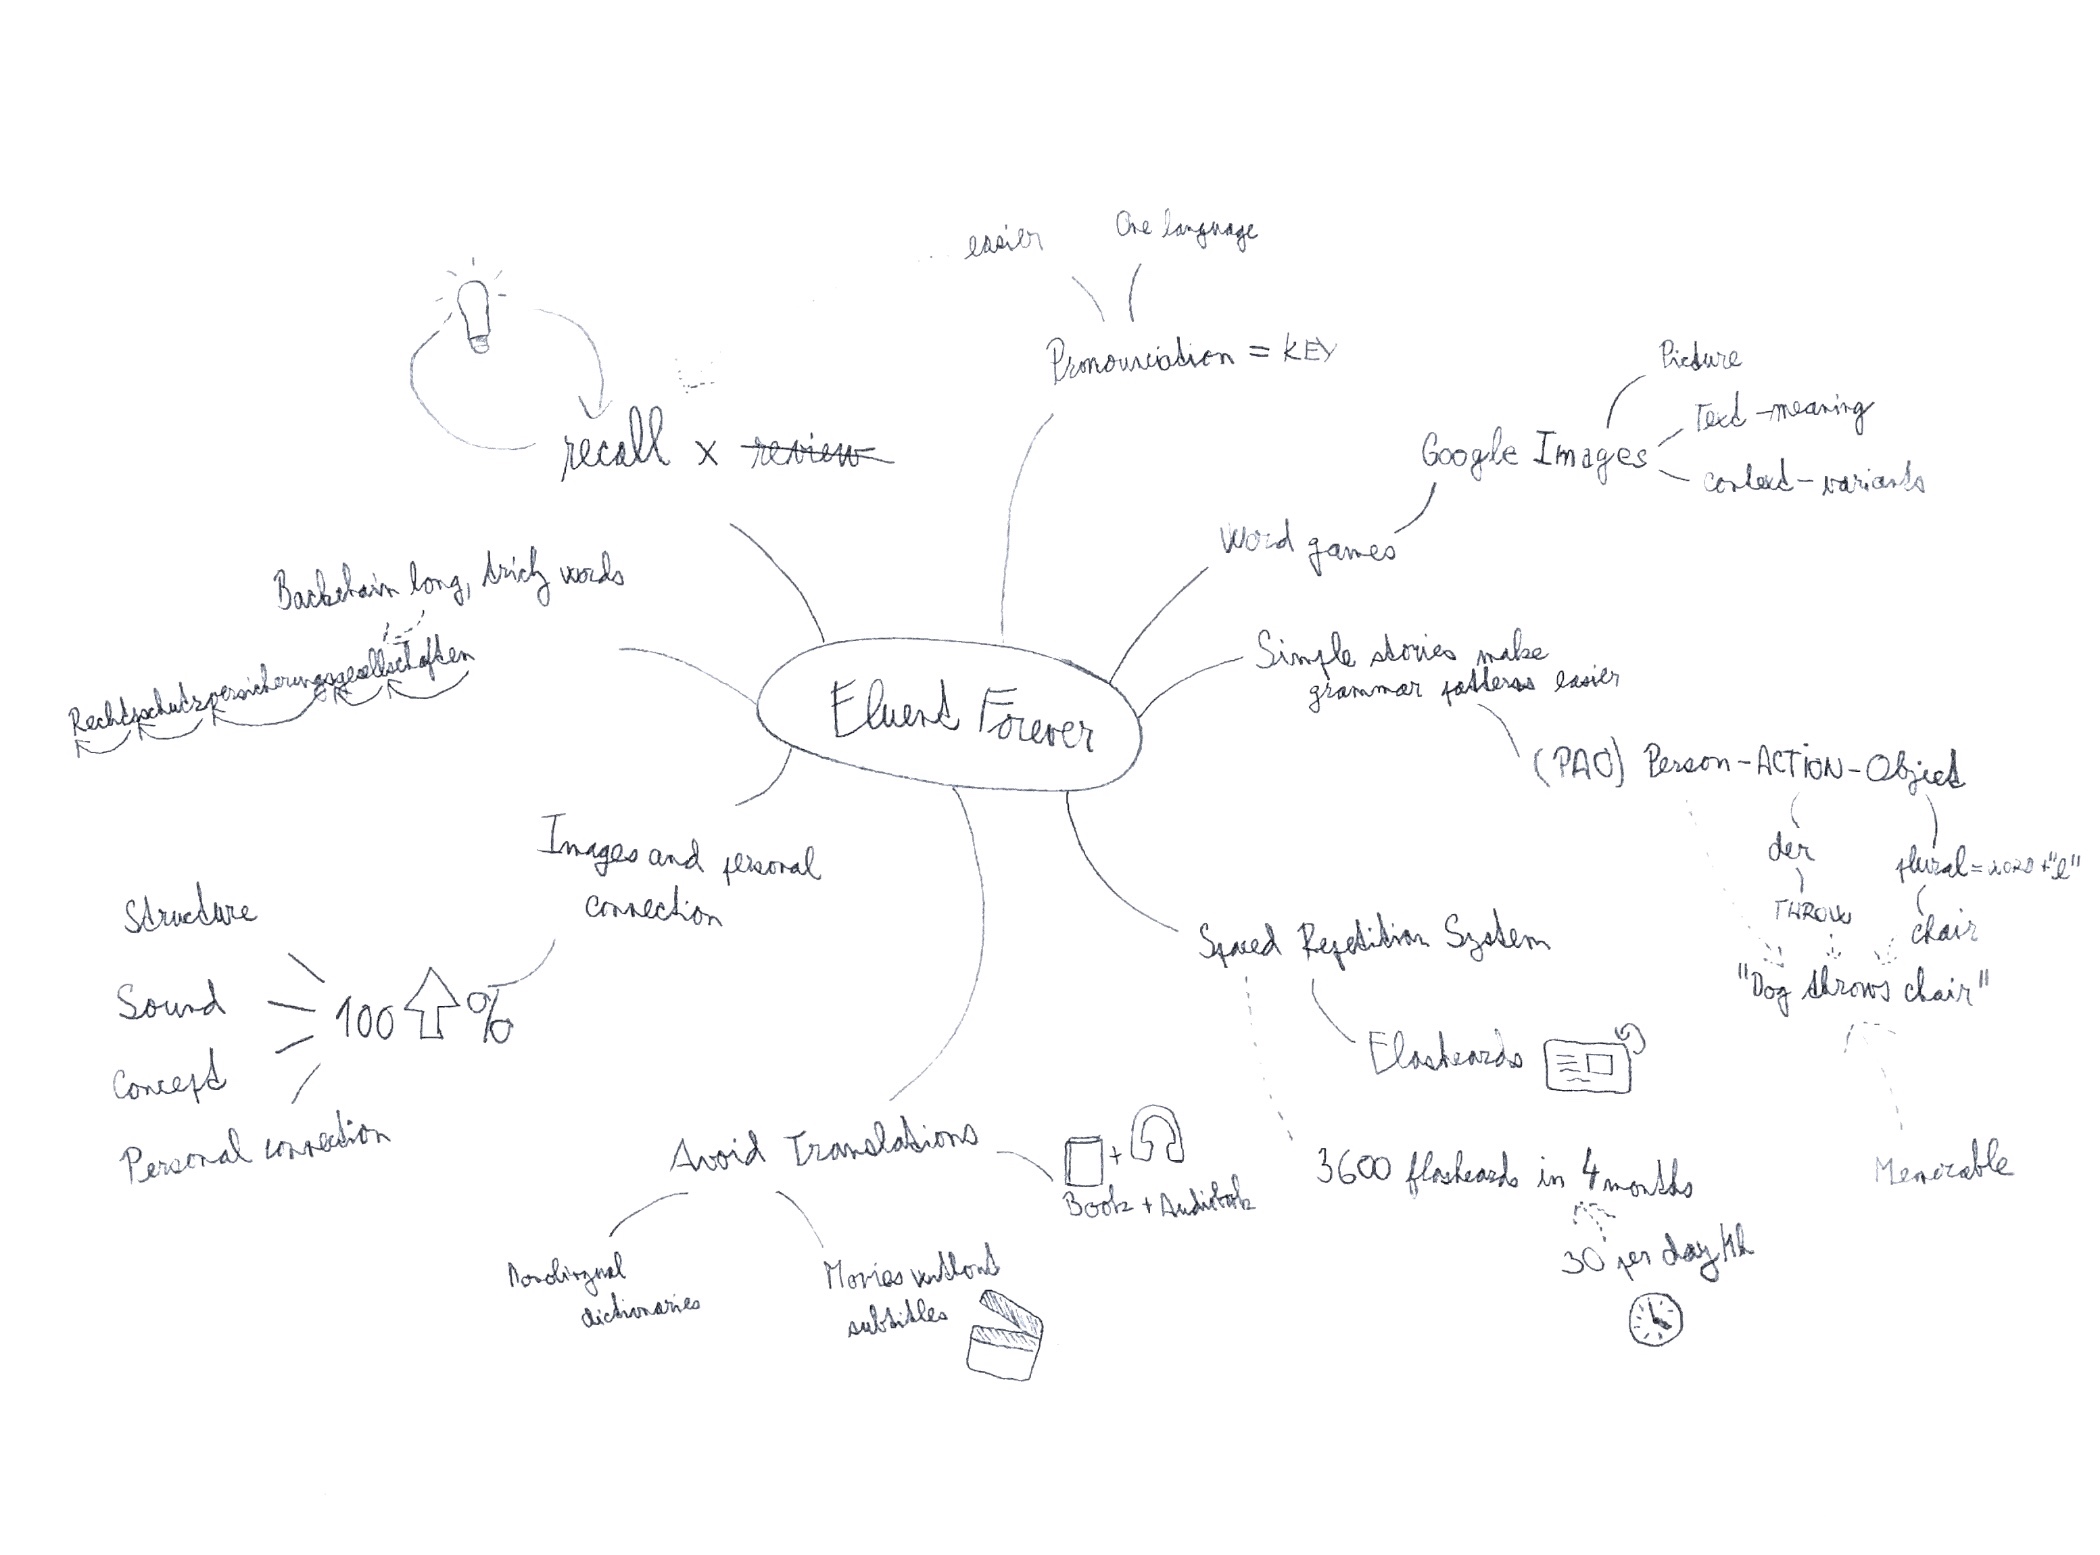 easier
One language
Pronounciation = KEY
recall x review
Picture
Text - meaning
Google Images
context - variants
Word games
Backchain long, tricky words
Rechtsschutzversicherungsgesellschaften
Simple stories make
grammar patterns easier
Fluent Forever
(PAO) Person - ACTION - Object
der
plural = word + "e"
THROW
chair
"Dog throws chair"
Memorable
Images and personal
connection
Structure
Sound
Concept
Personal connection
100 %
Spaced Repetition System
Flashcards
3600 flashcards in 4 months
30 per day/1h
Avoid Translations
+
Book + Audiobook
Monolingual
dictionaries
Movies without
subtitles